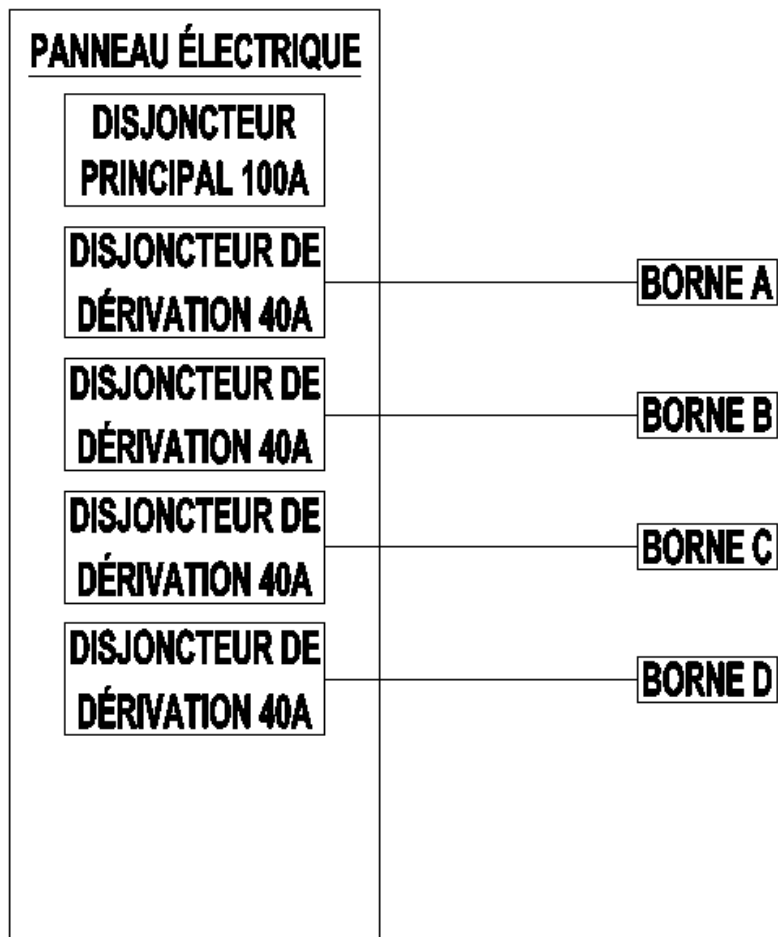 PANNEAU ÉLECTRIQUE
DISJONCTEUR
PRINCIPAL 100A
DISJONCTEUR DE
DÉRIVATION 40A
BORNE A
DISJONCTEUR DE
DÉRIVATION 40A
BORNE B
DISJONCTEUR DE
DÉRIVATION 40A
BORNE C
DISJONCTEUR DE
DÉRIVATION 40A
BORNE D